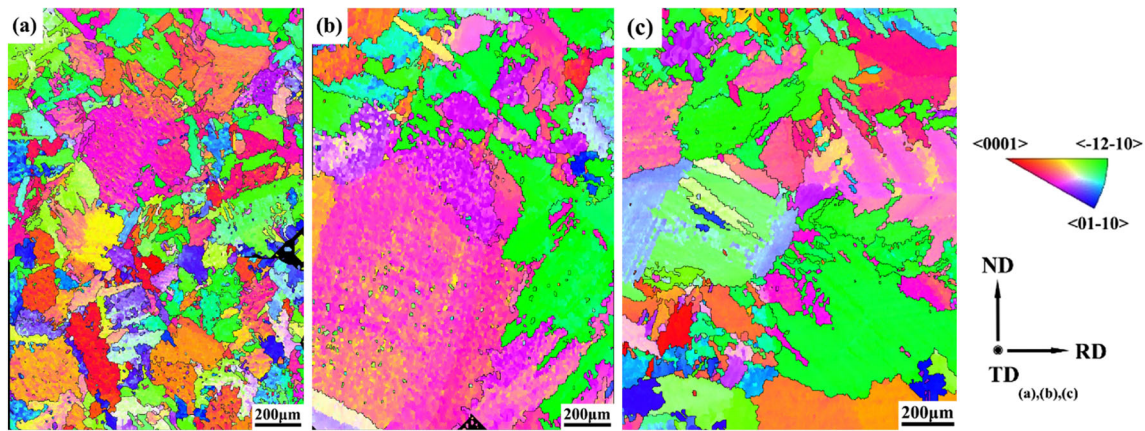 (a)
(b)
(c)
<0001>
<-12-10>
<01-10>
ND
RD
TD
(a),(b),(c)
200μm
200μm
200μm